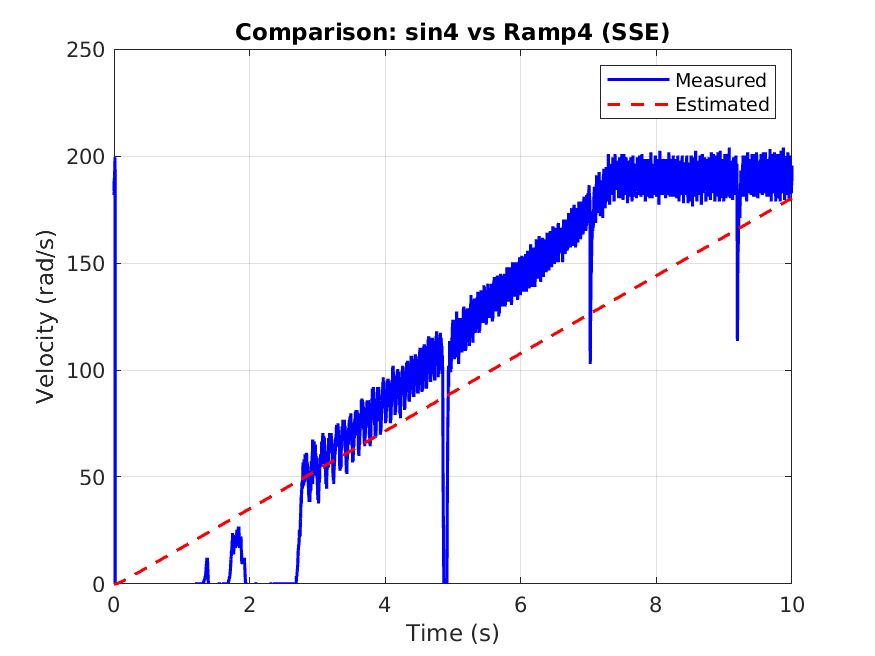 Comparison: sin4 vs Ramp4 (SSE)
250
200
150
100
50
0
Velocity (rad/s)
Measured
Estimated
0 2 4 6 8 10
Time (s)